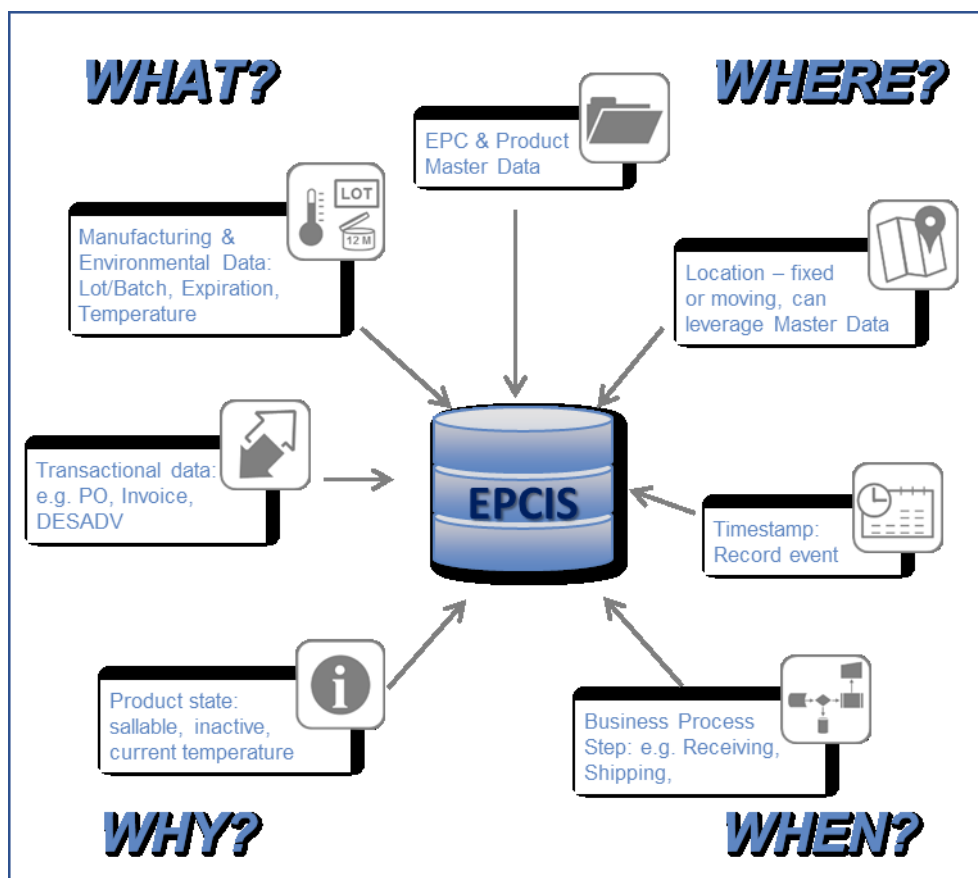 WHAT?
WHERE?
EPC & Product
Master Data
LOT
12 M
Manufacturing &
Environmental Data:
Lot/Batch, Expiration,
Temperature
Location – fixed
or moving, can
leverage Master Data
Transactional data:
e.g. PO, Invoice,
DESADV
EPCIS
Timestamp:
Record event
Product state:
sallable, inactive,
current temperature
Business Process
Step: e.g. Receiving,
Shipping,
WHY?
WHEN?